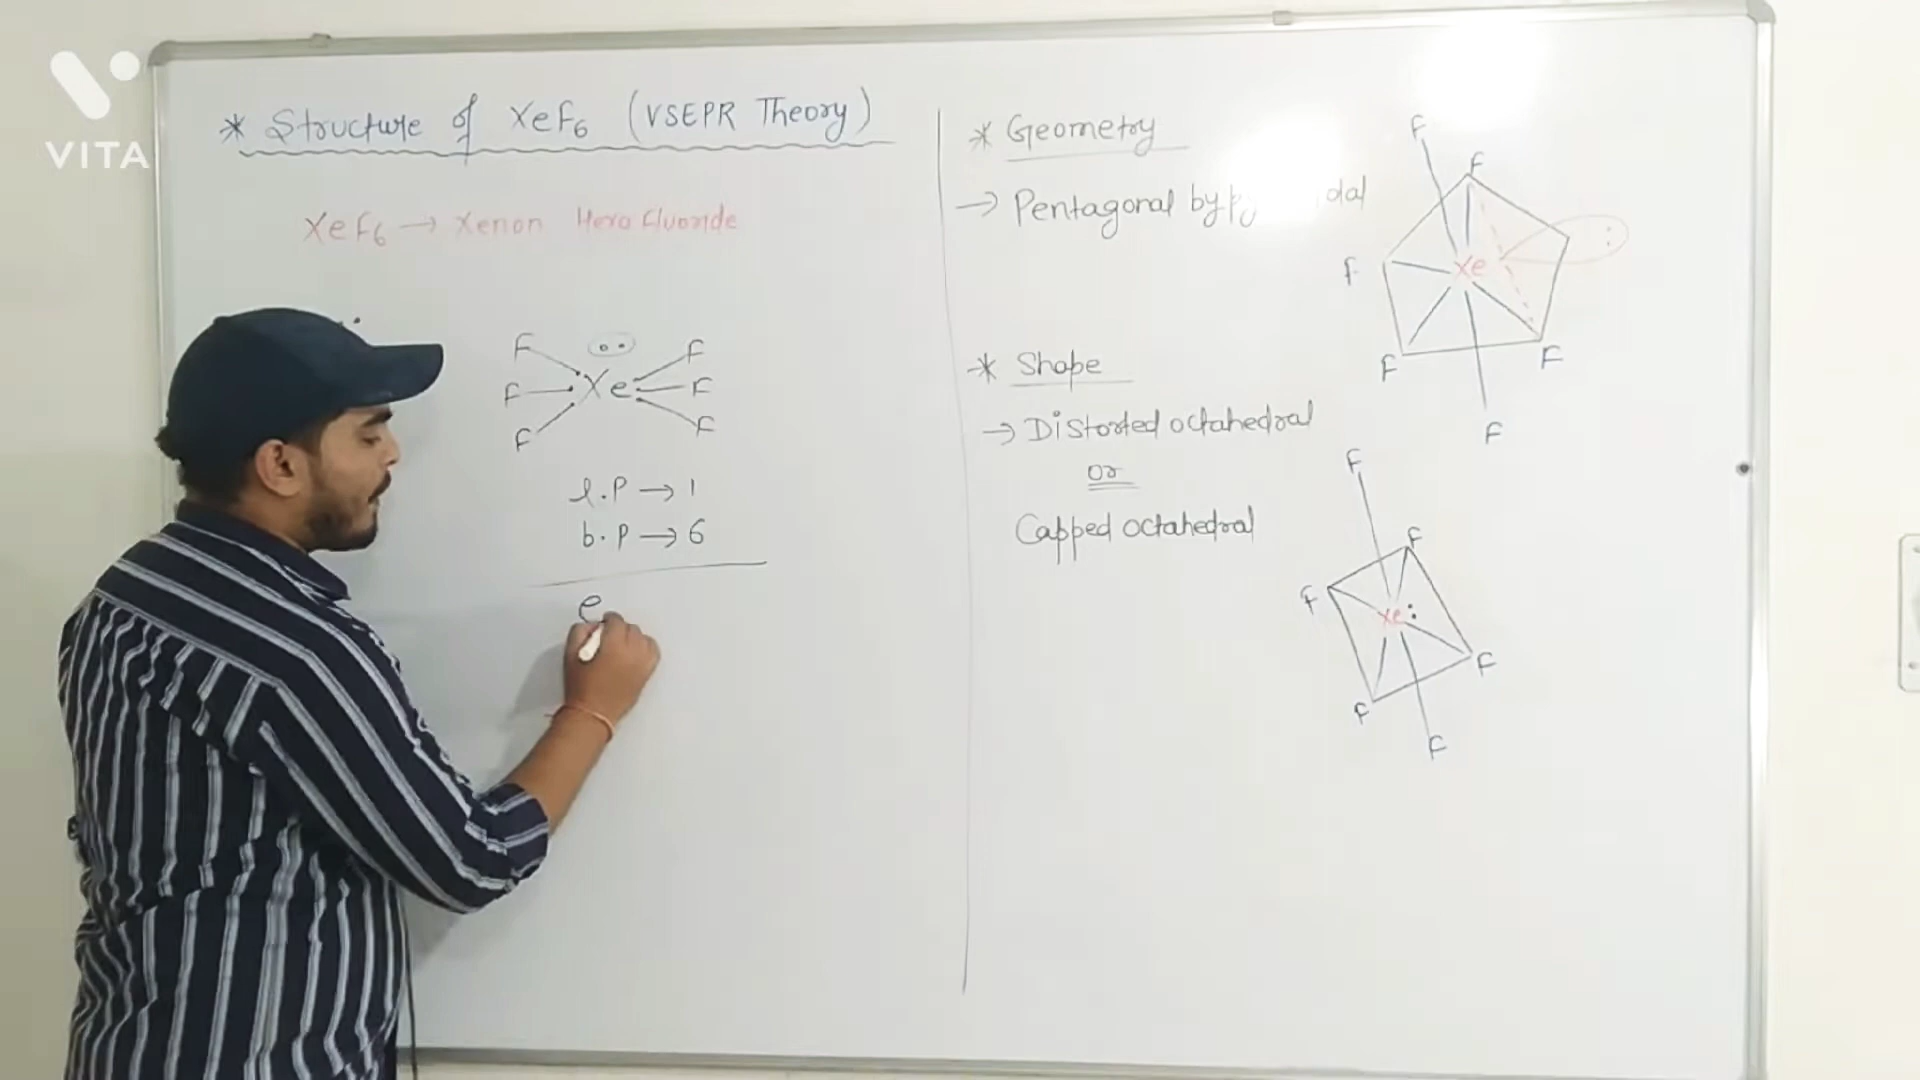 VITA
* Structure of XeF6 (VSEPR Theory)
XeF6 → Xenon Hexa Fluoride
F F
F Xe F
F F
l.P → 1
b.P → 6
e
* Geometry
→ Pentagonal
F
F
F Xe :
F F
F
* Shape
→ Distorted octahedral
or
Capped octahedral
F
F
F Xe :
F
F
F